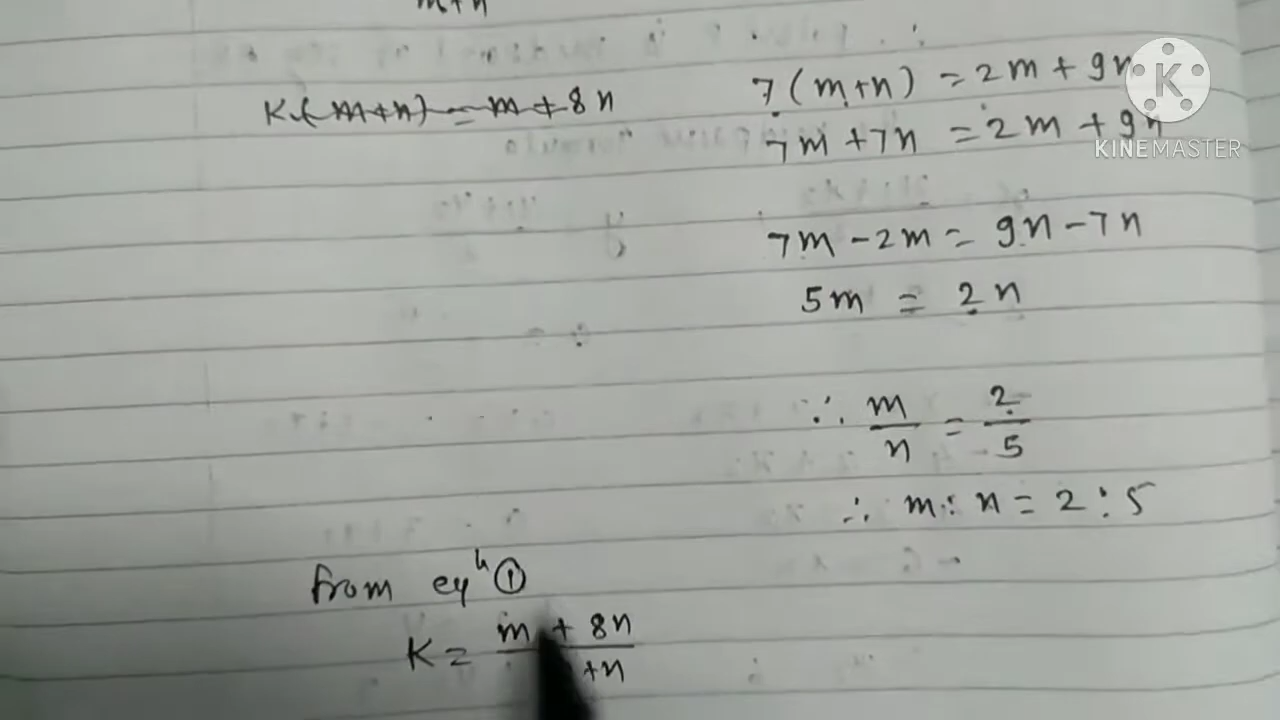 m+n
K.(m+n) = m+8n
7(m+n) = 2m + 9n
7m +7n = 2m + 9n
7m - 2m = 9n - 7n
5m = 2n
∴ m/n = 2/5
∴ m : n = 2 : 5
from eqⁿ ①
K = m + 8n
+n
K
KINEMASTER